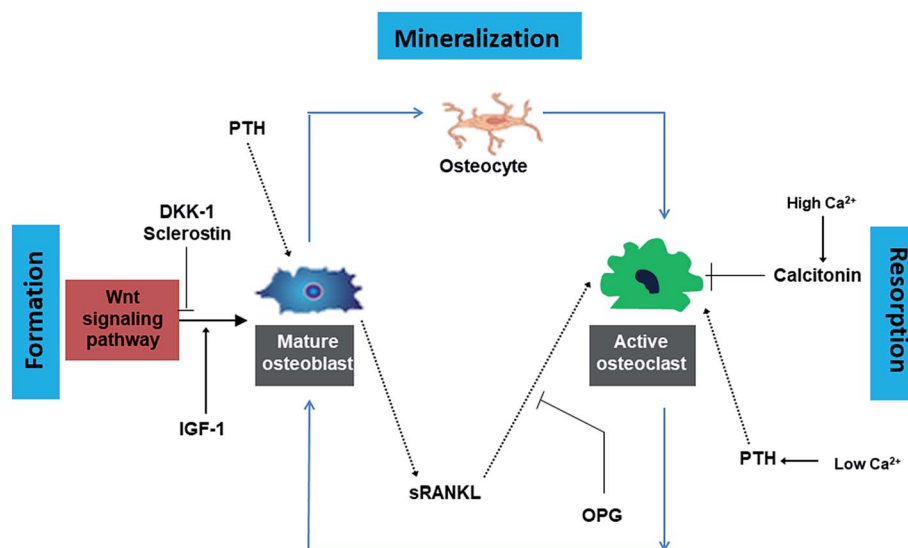 Mineralization
PTH
Osteocyte
DKK-1
Sclerostin
High Ca²⁺
Calcitonin
Formation
Resorption
Wnt
signaling
pathway
Mature
osteoblast
Active
osteoclast
IGF-1
PTH
Low Ca²⁺
sRANKL
OPG